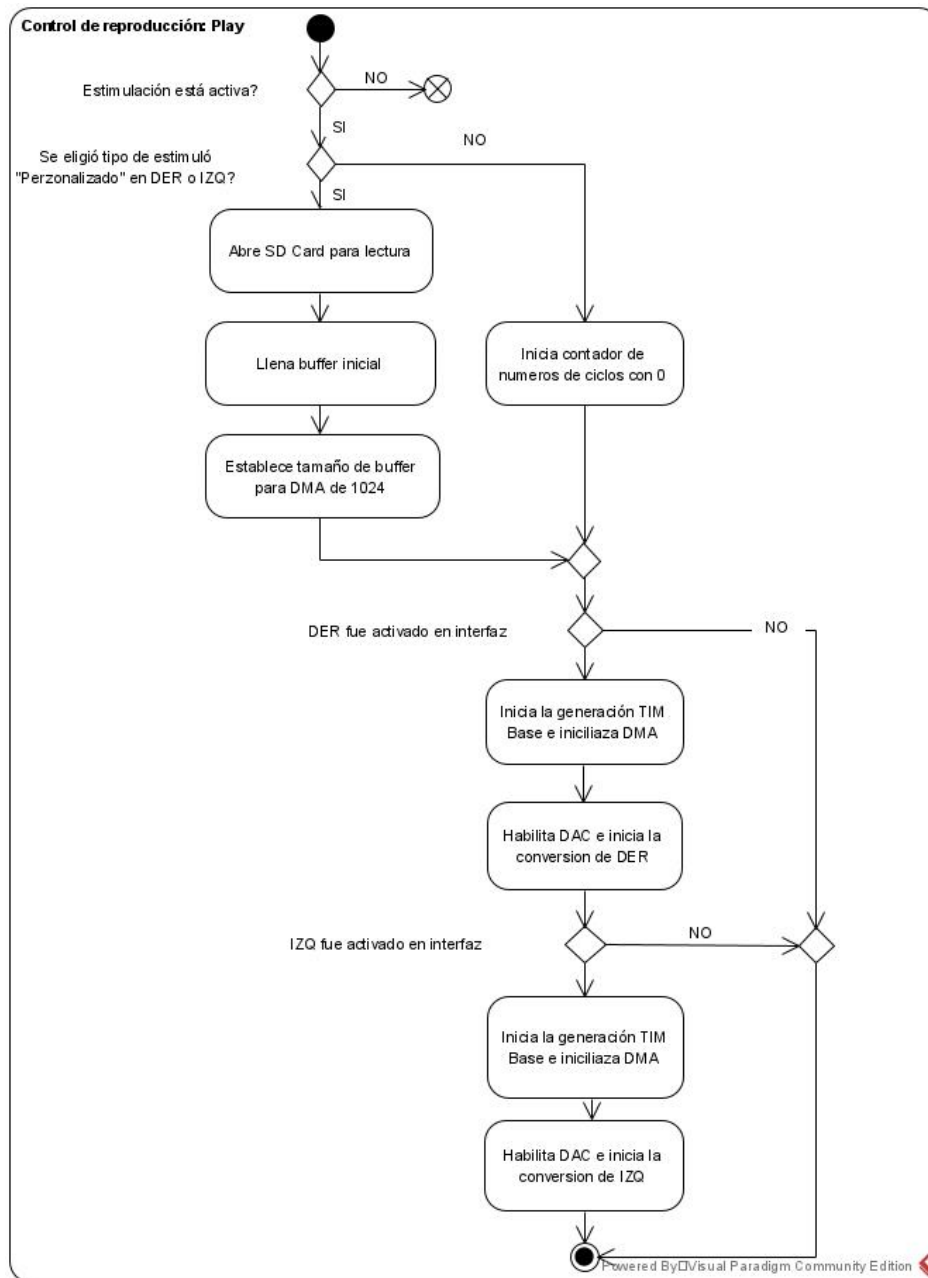 Control de reproducción: Play
NO
Estimulación está activa?
SI
NO
Se eligió tipo de estimuló
"Perzonalizado" en DER o IZQ?
SI
Abre SD Card para lectura
Llena buffer inicial
Inicia contador de
numeros de ciclos con 0
Establece tamaño de buffer
para DMA de 1024
DER fue activado en interfaz
NO
Inicia la generación TIM
Base e iniciliaza DMA
Habilita DAC e inicia la
conversion de DER
IZQ fue activado en interfaz
NO
Inicia la generación TIM
Base e iniciliaza DMA
Habilita DAC e inicia la
conversion de IZQ
Powered By Visual Paradigm Community Edition